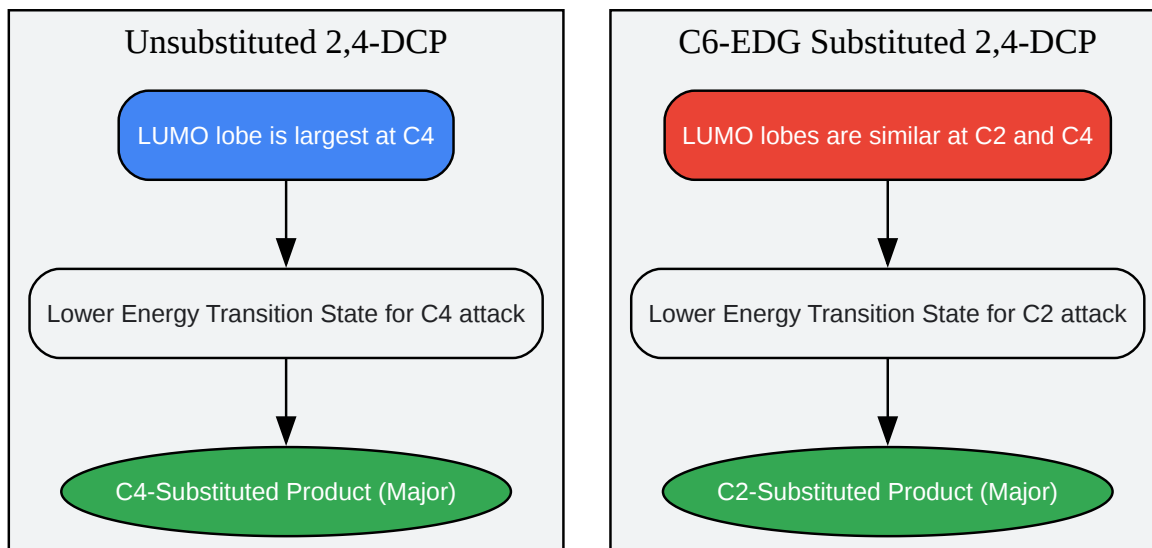 Unsubstituted 2,4-DCP
LUMO lobe is largest at C4
Lower Energy Transition State for C4 attack
C4-Substituted Product (Major)
C6-EDG Substituted 2,4-DCP
LUMO lobes are similar at C2 and C4
Lower Energy Transition State for C2 attack
C2-Substituted Product (Major)